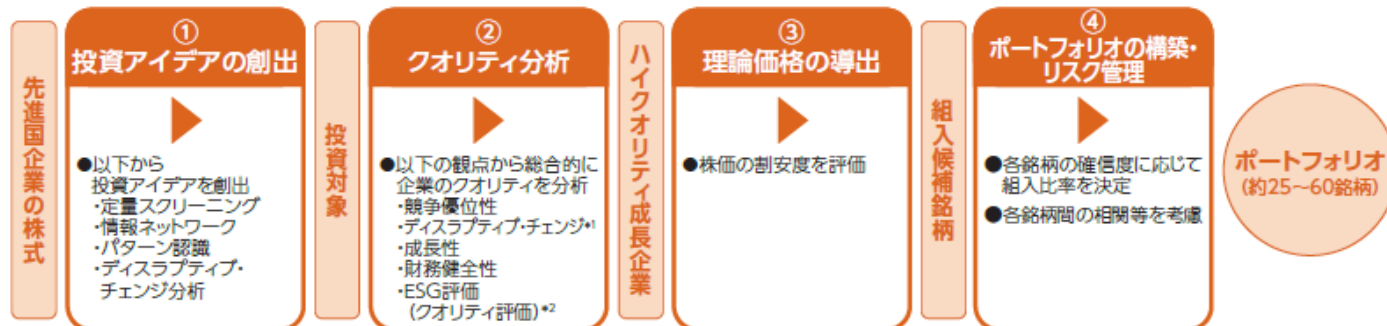 先進国企業の株式
①
投資アイデアの創出
●以下から
投資アイデアを創出
・定量スクリーニング
・情報ネットワーク
・パターン認識
・ディスラプティブ・
チェンジ分析
投資対象
②
クオリティ分析
●以下の観点から総合的に
企業のクオリティを分析
・競争優位性
・ディスラプティブ・チェンジ*1
・成長性
・財務健全性
・ESG評価
(クオリティ評価)*2
ハイクオリティ成長企業
③
理論価格の導出
●株価の割安度を評価
組入候補銘柄
④
ポートフォリオの構築・
リスク管理
●各銘柄の確信度に応じて
組入比率を決定
●各銘柄間の相関等を考慮
ポートフォリオ
(約25～60銘柄)